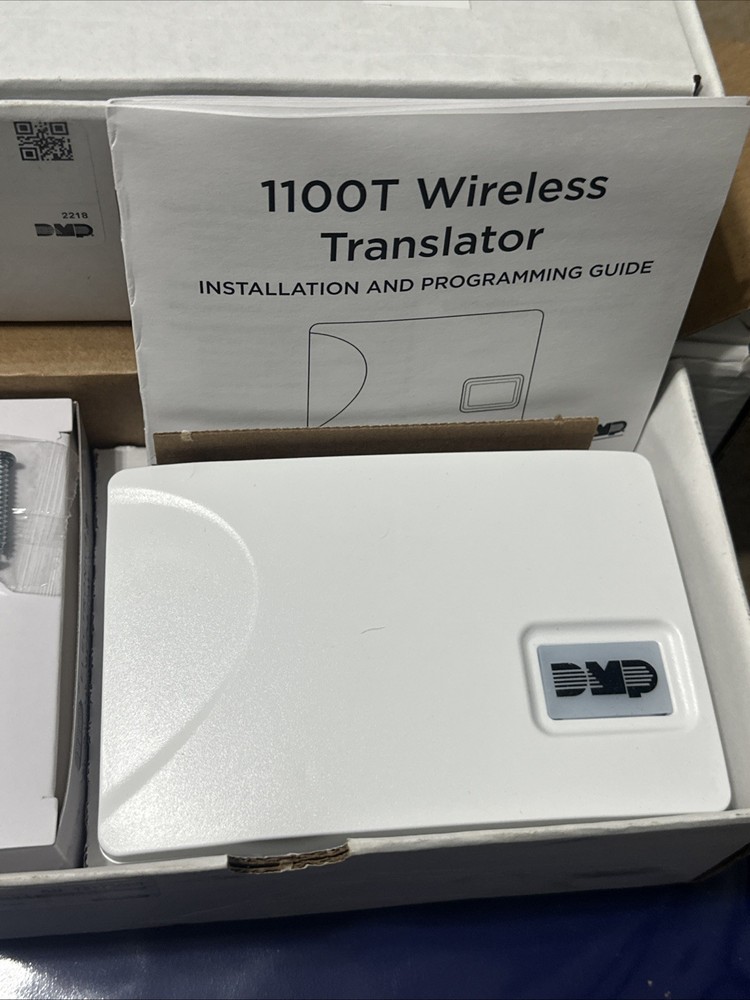 2218
DMP
1100T Wireless
Translator
INSTALLATION AND PROGRAMMING GUIDE
DMP